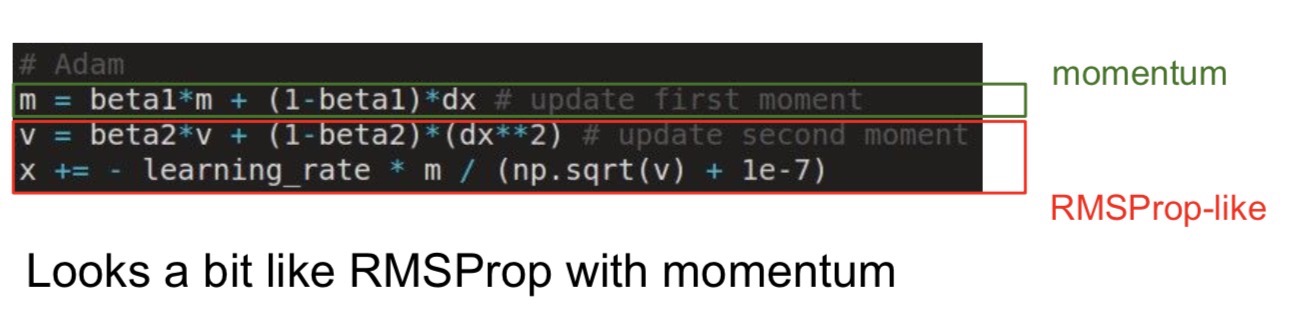 # Adam
m = beta1*m + (1-beta1)*dx # update first moment
momentum
v = beta2*v + (1-beta2)*(dx**2) # update second moment
x += - learning_rate * m / (np.sqrt(v) + 1e-7)
RMSProp-like
Looks a bit like RMSProp with momentum